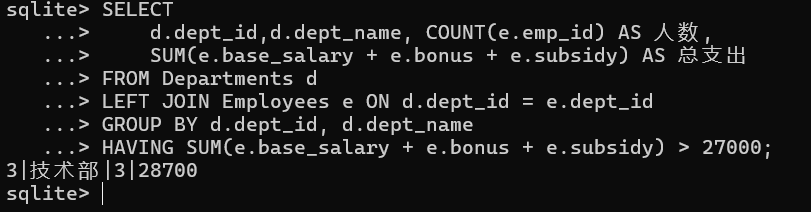 sqlite> SELECT
   ...>     d.dept_id,d.dept_name, COUNT(e.emp_id) AS 人数,
   ...>     SUM(e.base_salary + e.bonus + e.subsidy) AS 总支出
   ...> FROM Departments d
   ...> LEFT JOIN Employees e ON d.dept_id = e.dept_id
   ...> GROUP BY d.dept_id, d.dept_name
   ...> HAVING SUM(e.base_salary + e.bonus + e.subsidy) > 27000;
3|技术部|3|28700
sqlite>